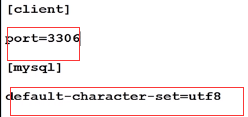 [client]
port=3306
[mysql]
default-character-set=utf8